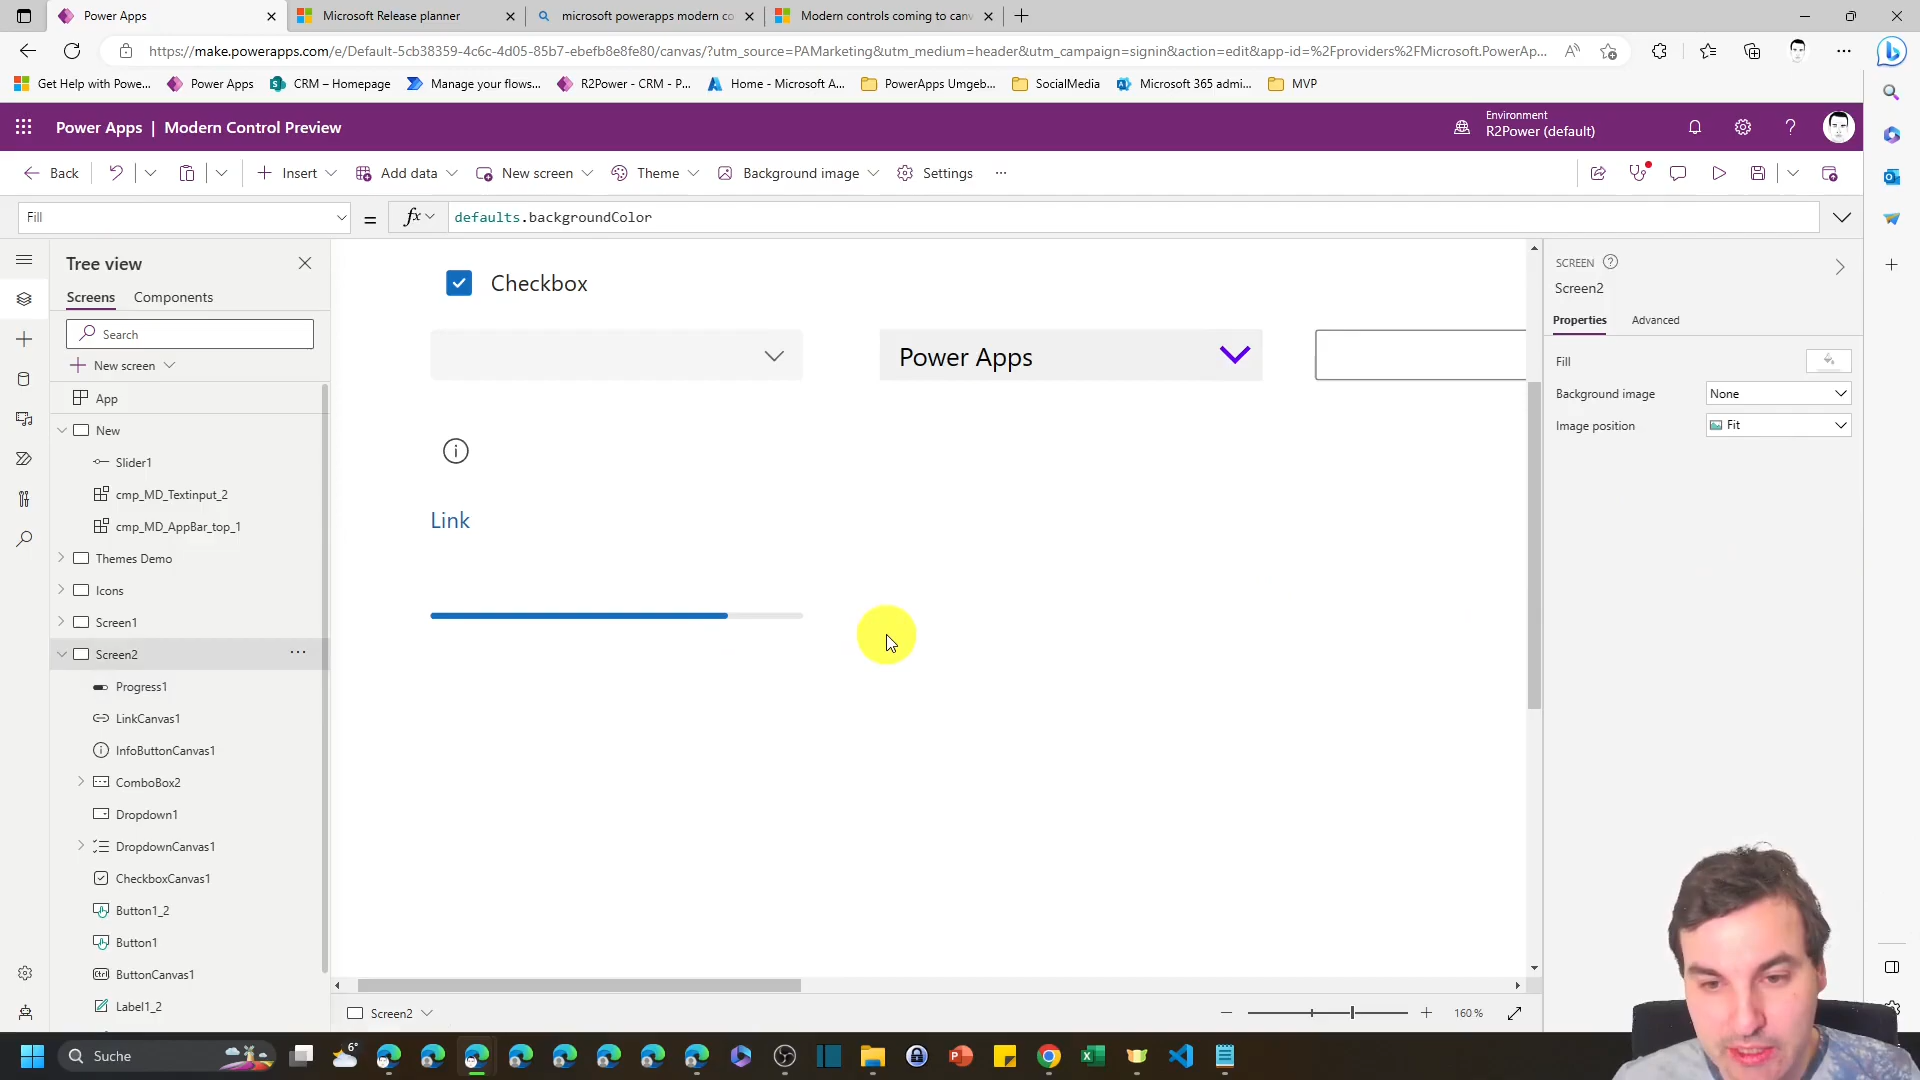 Power Apps
Microsoft Release planner
microsoft powerapps modern co
Modern controls coming to canv
https://make.powerapps.com/e/Default-5cb38359-4c6c-4d05-85b7-ebefb8e8fe80/canvas/?utm_source=PAMarketing&utm_medium=header&utm_campaign=signin&action=edit&app-id=%2Fproviders%2FMicrosoft.PowerAp...
Get Help with Powe...
Power Apps
CRM – Homepage
Manage your flows...
R2Power - CRM - P...
Home - Microsoft A...
PowerApps Umgeb...
SocialMedia
Microsoft 365 admi...
MVP
Power Apps | Modern Control Preview
Environment
R2Power (default)
Back
Insert
Add data
New screen
Theme
Background image
Settings
Fill
=
fx
defaults.backgroundColor
Tree view
Screens
Components
Search
New screen
App
New
Slider1
cmp_MD_Textinput_2
cmp_MD_AppBar_top_1
Themes Demo
Icons
Screen1
Screen2
Progress1
LinkCanvas1
InfoButtonCanvas1
ComboBox2
Dropdown1
DropdownCanvas1
CheckboxCanvas1
Button1_2
Button1
ButtonCanvas1
Label1_2
Checkbox
Power Apps
Link
Screen2
160 %
SCREEN
Screen2
Properties
Advanced
Fill
Background image
None
Image position
Fit
Suche
6°